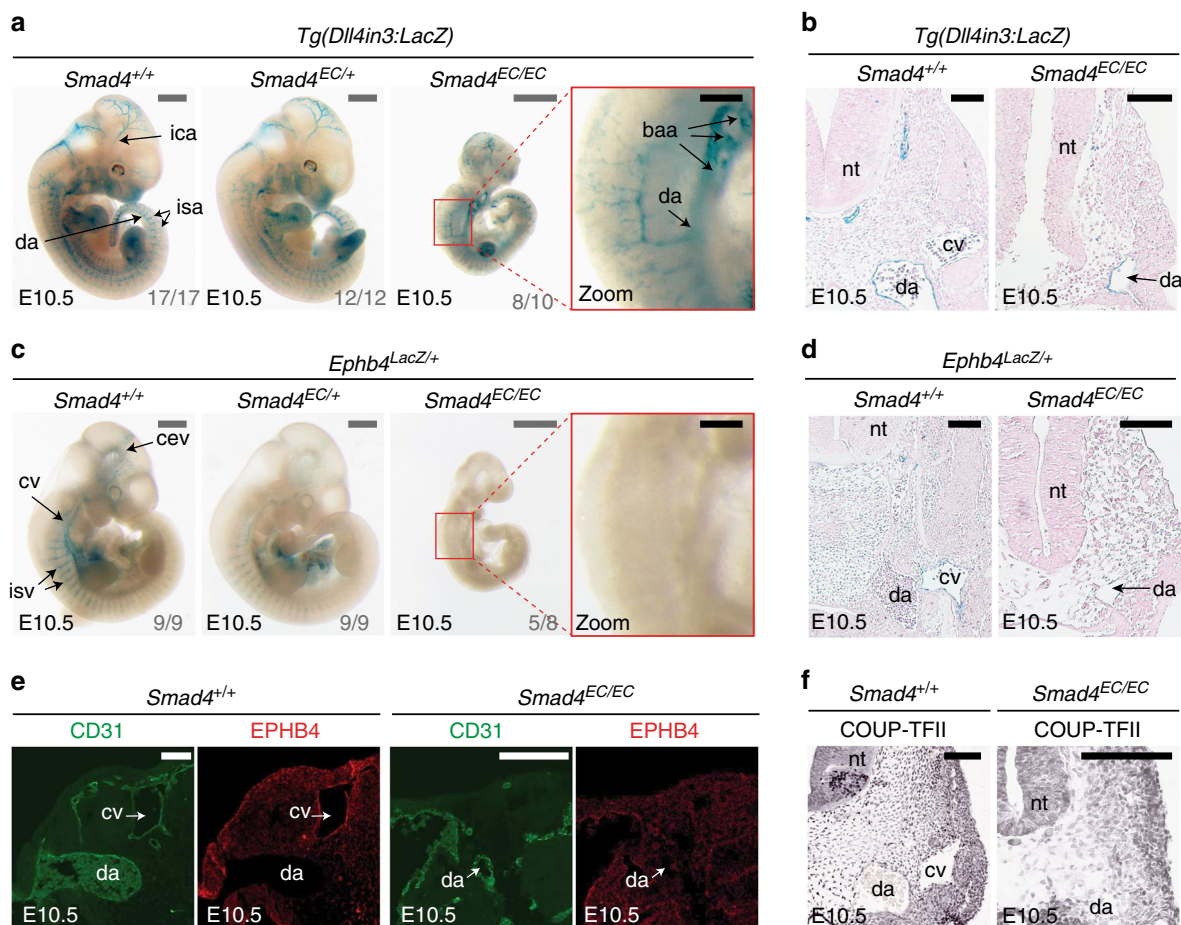 a
Tg(Dll4in3:LacZ)
Smad4+/+ Smad4EC/+ Smad4EC/EC
ica
isa
da
baa
da
E10.5 17/17
E10.5 12/12
E10.5 8/10
Zoom
b
Tg(Dll4in3:LacZ)
Smad4+/+ Smad4EC/EC
nt
cv
da
E10.5
nt
da
E10.5
c
Ephb4LacZ/+
Smad4+/+ Smad4EC/+ Smad4EC/EC
cev
cv
isv
E10.5 9/9
E10.5 9/9
E10.5 5/8
Zoom
d
Ephb4LacZ/+
Smad4+/+ Smad4EC/EC
nt
cv
da
E10.5
nt
da
E10.5
e
Smad4+/+ Smad4EC/EC
CD31 EPHB4 CD31 EPHB4
cv
da
E10.5
cv
da
da
E10.5
da
f
Smad4+/+ Smad4EC/EC
COUP-TFII COUP-TFII
nt
cv
da
E10.5
nt
da
E10.5